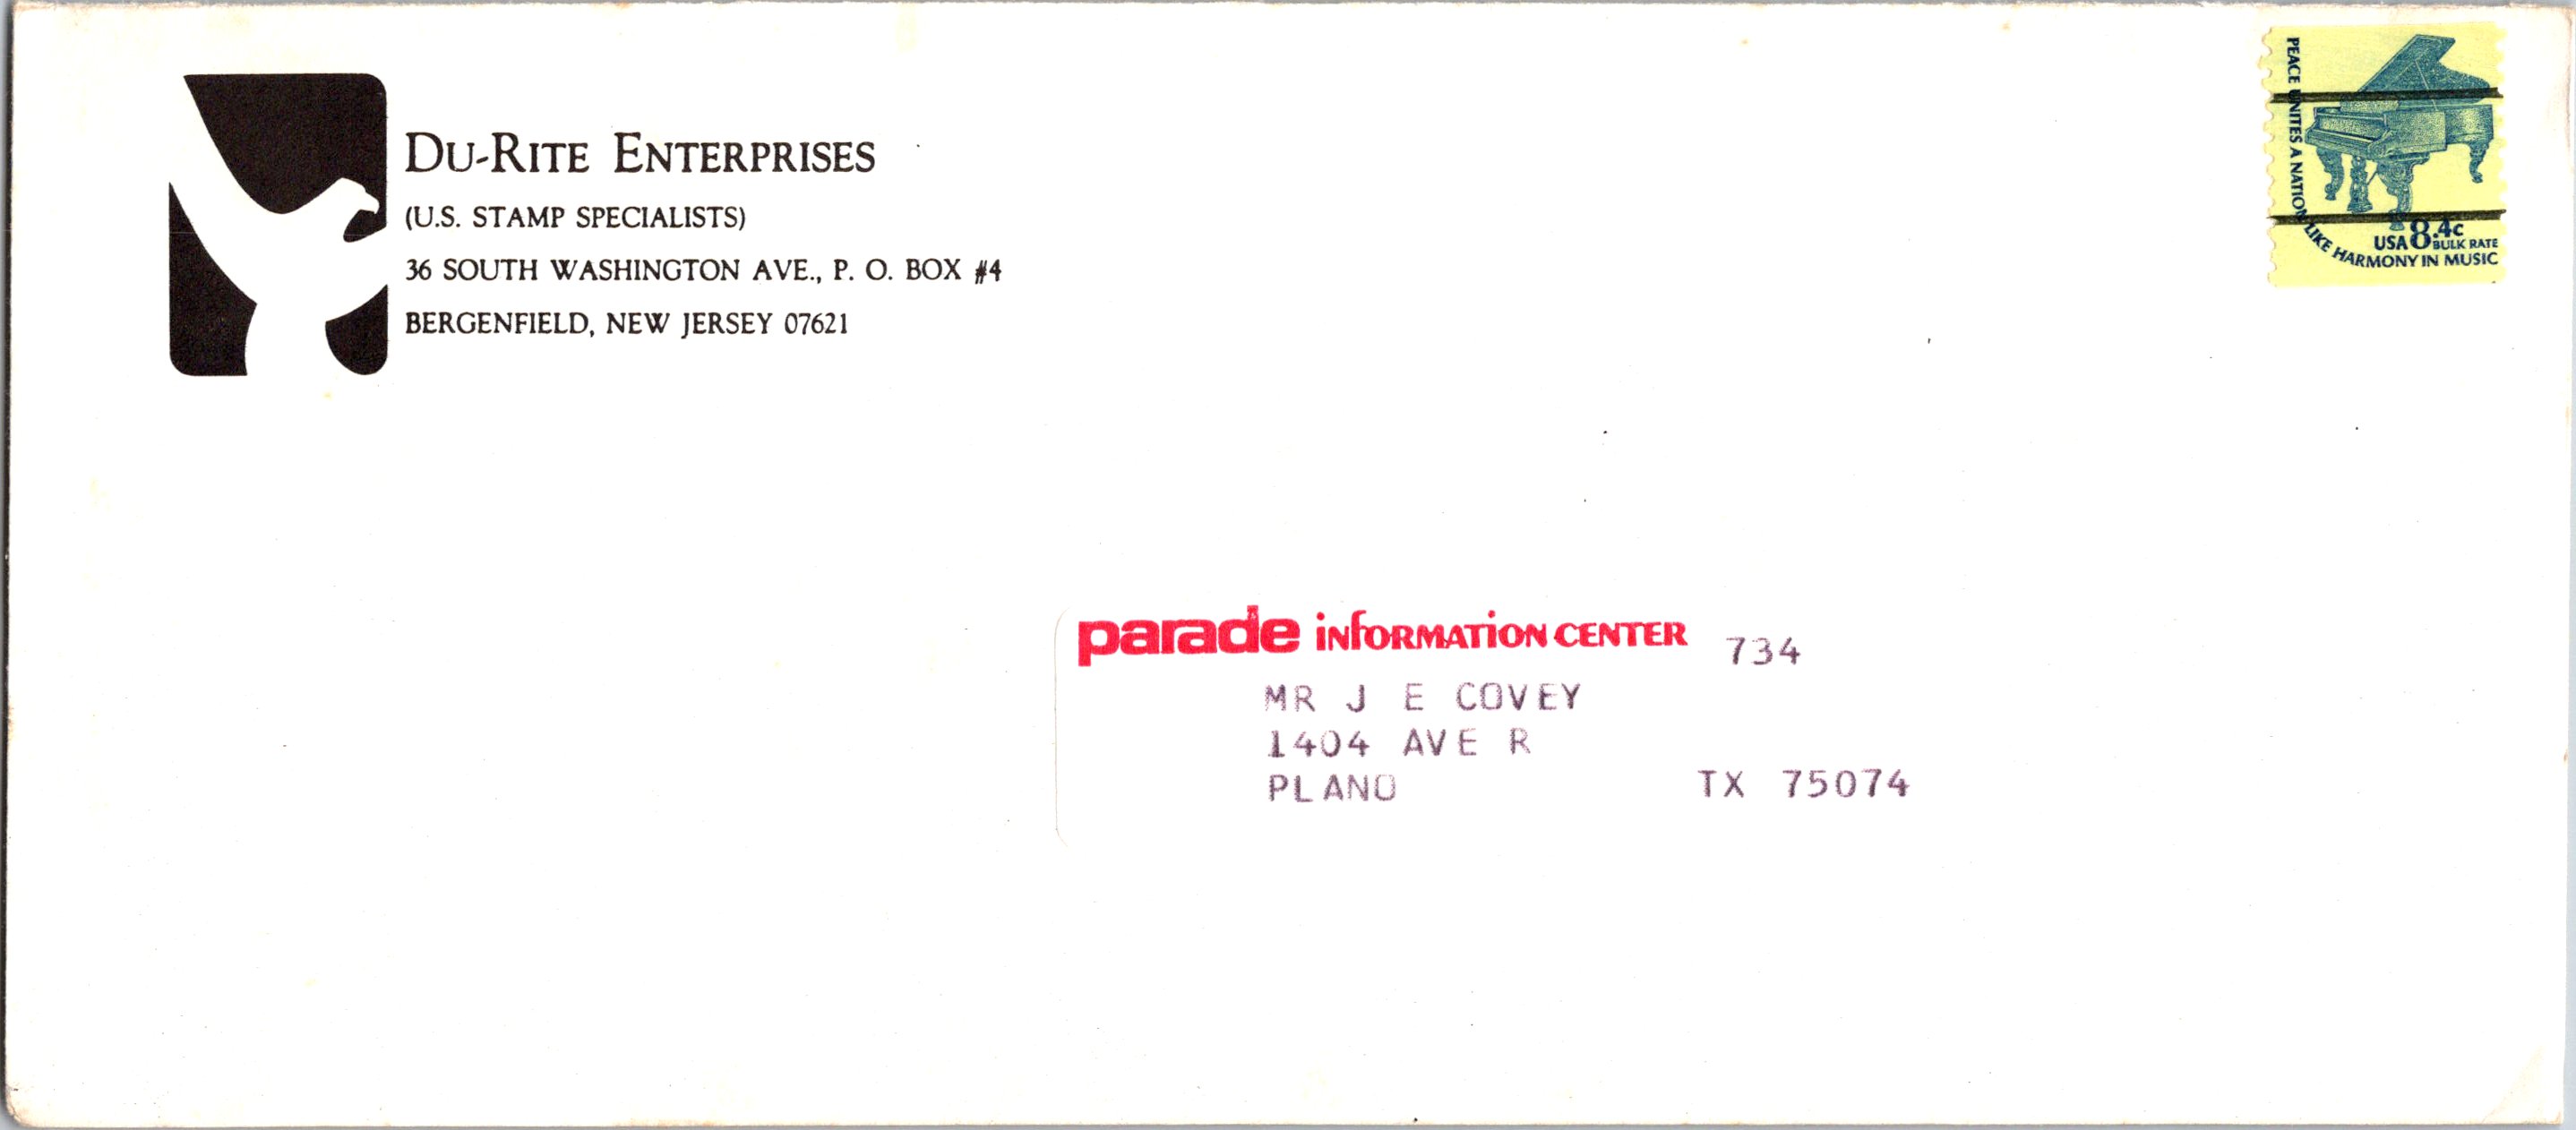 DU-RITE ENTERPRISES
(U.S. STAMP SPECIALISTS)
36 SOUTH WASHINGTON AVE., P. O. BOX #4
BERGENFIELD, NEW JERSEY 07621
PEACE UNITES A NATION LIKE HARMONY IN MUSIC
USA 8.4c
BULK RATE
parade INFORMATION CENTER 734
MR J E COVEY
1404 AVE R
PLANO TX 75074